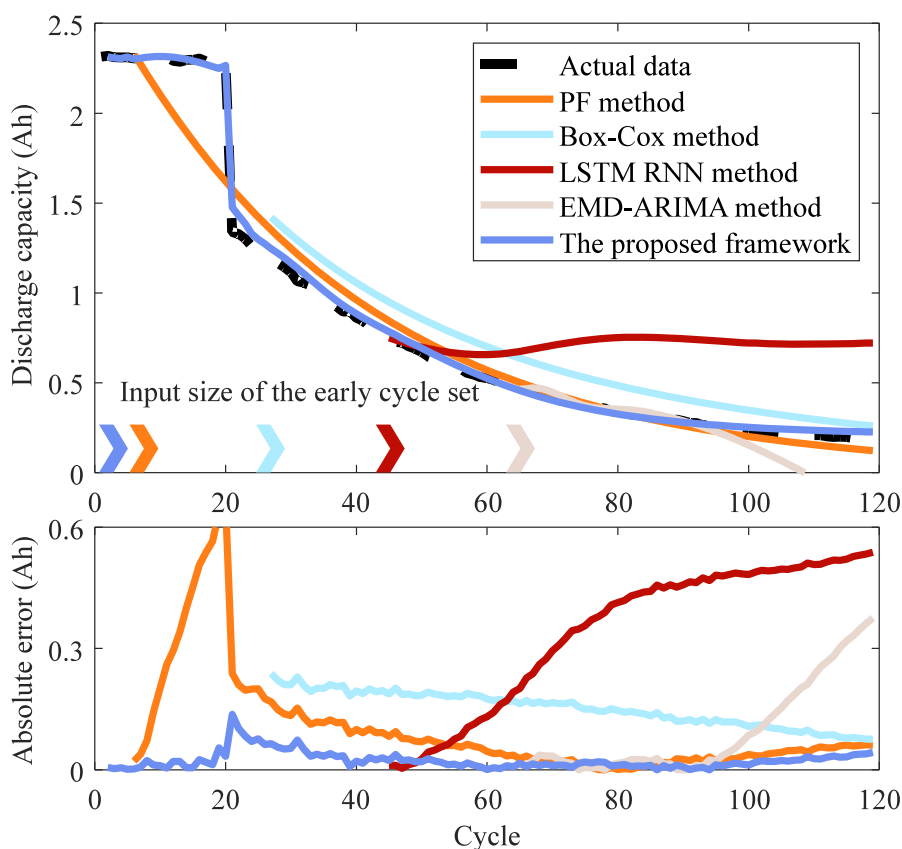 2.5
2
1.5
1
0.5
0
Discharge capacity (Ah)
Actual data
PF method
Box-Cox method
LSTM RNN method
EMD-ARIMA method
The proposed framework
Input size of the early cycle set
0 20 40 60 80 100 120
0.6
0.3
0
Absolute error (Ah)
0 20 40 60 80 100 120
Cycle